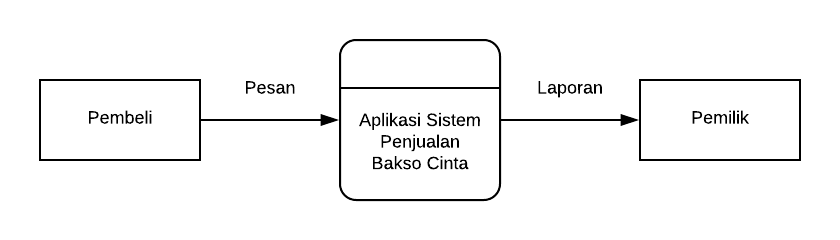 Pembeli
Pesan
Aplikasi Sistem
Penjualan
Bakso Cinta
Laporan
Pemilik